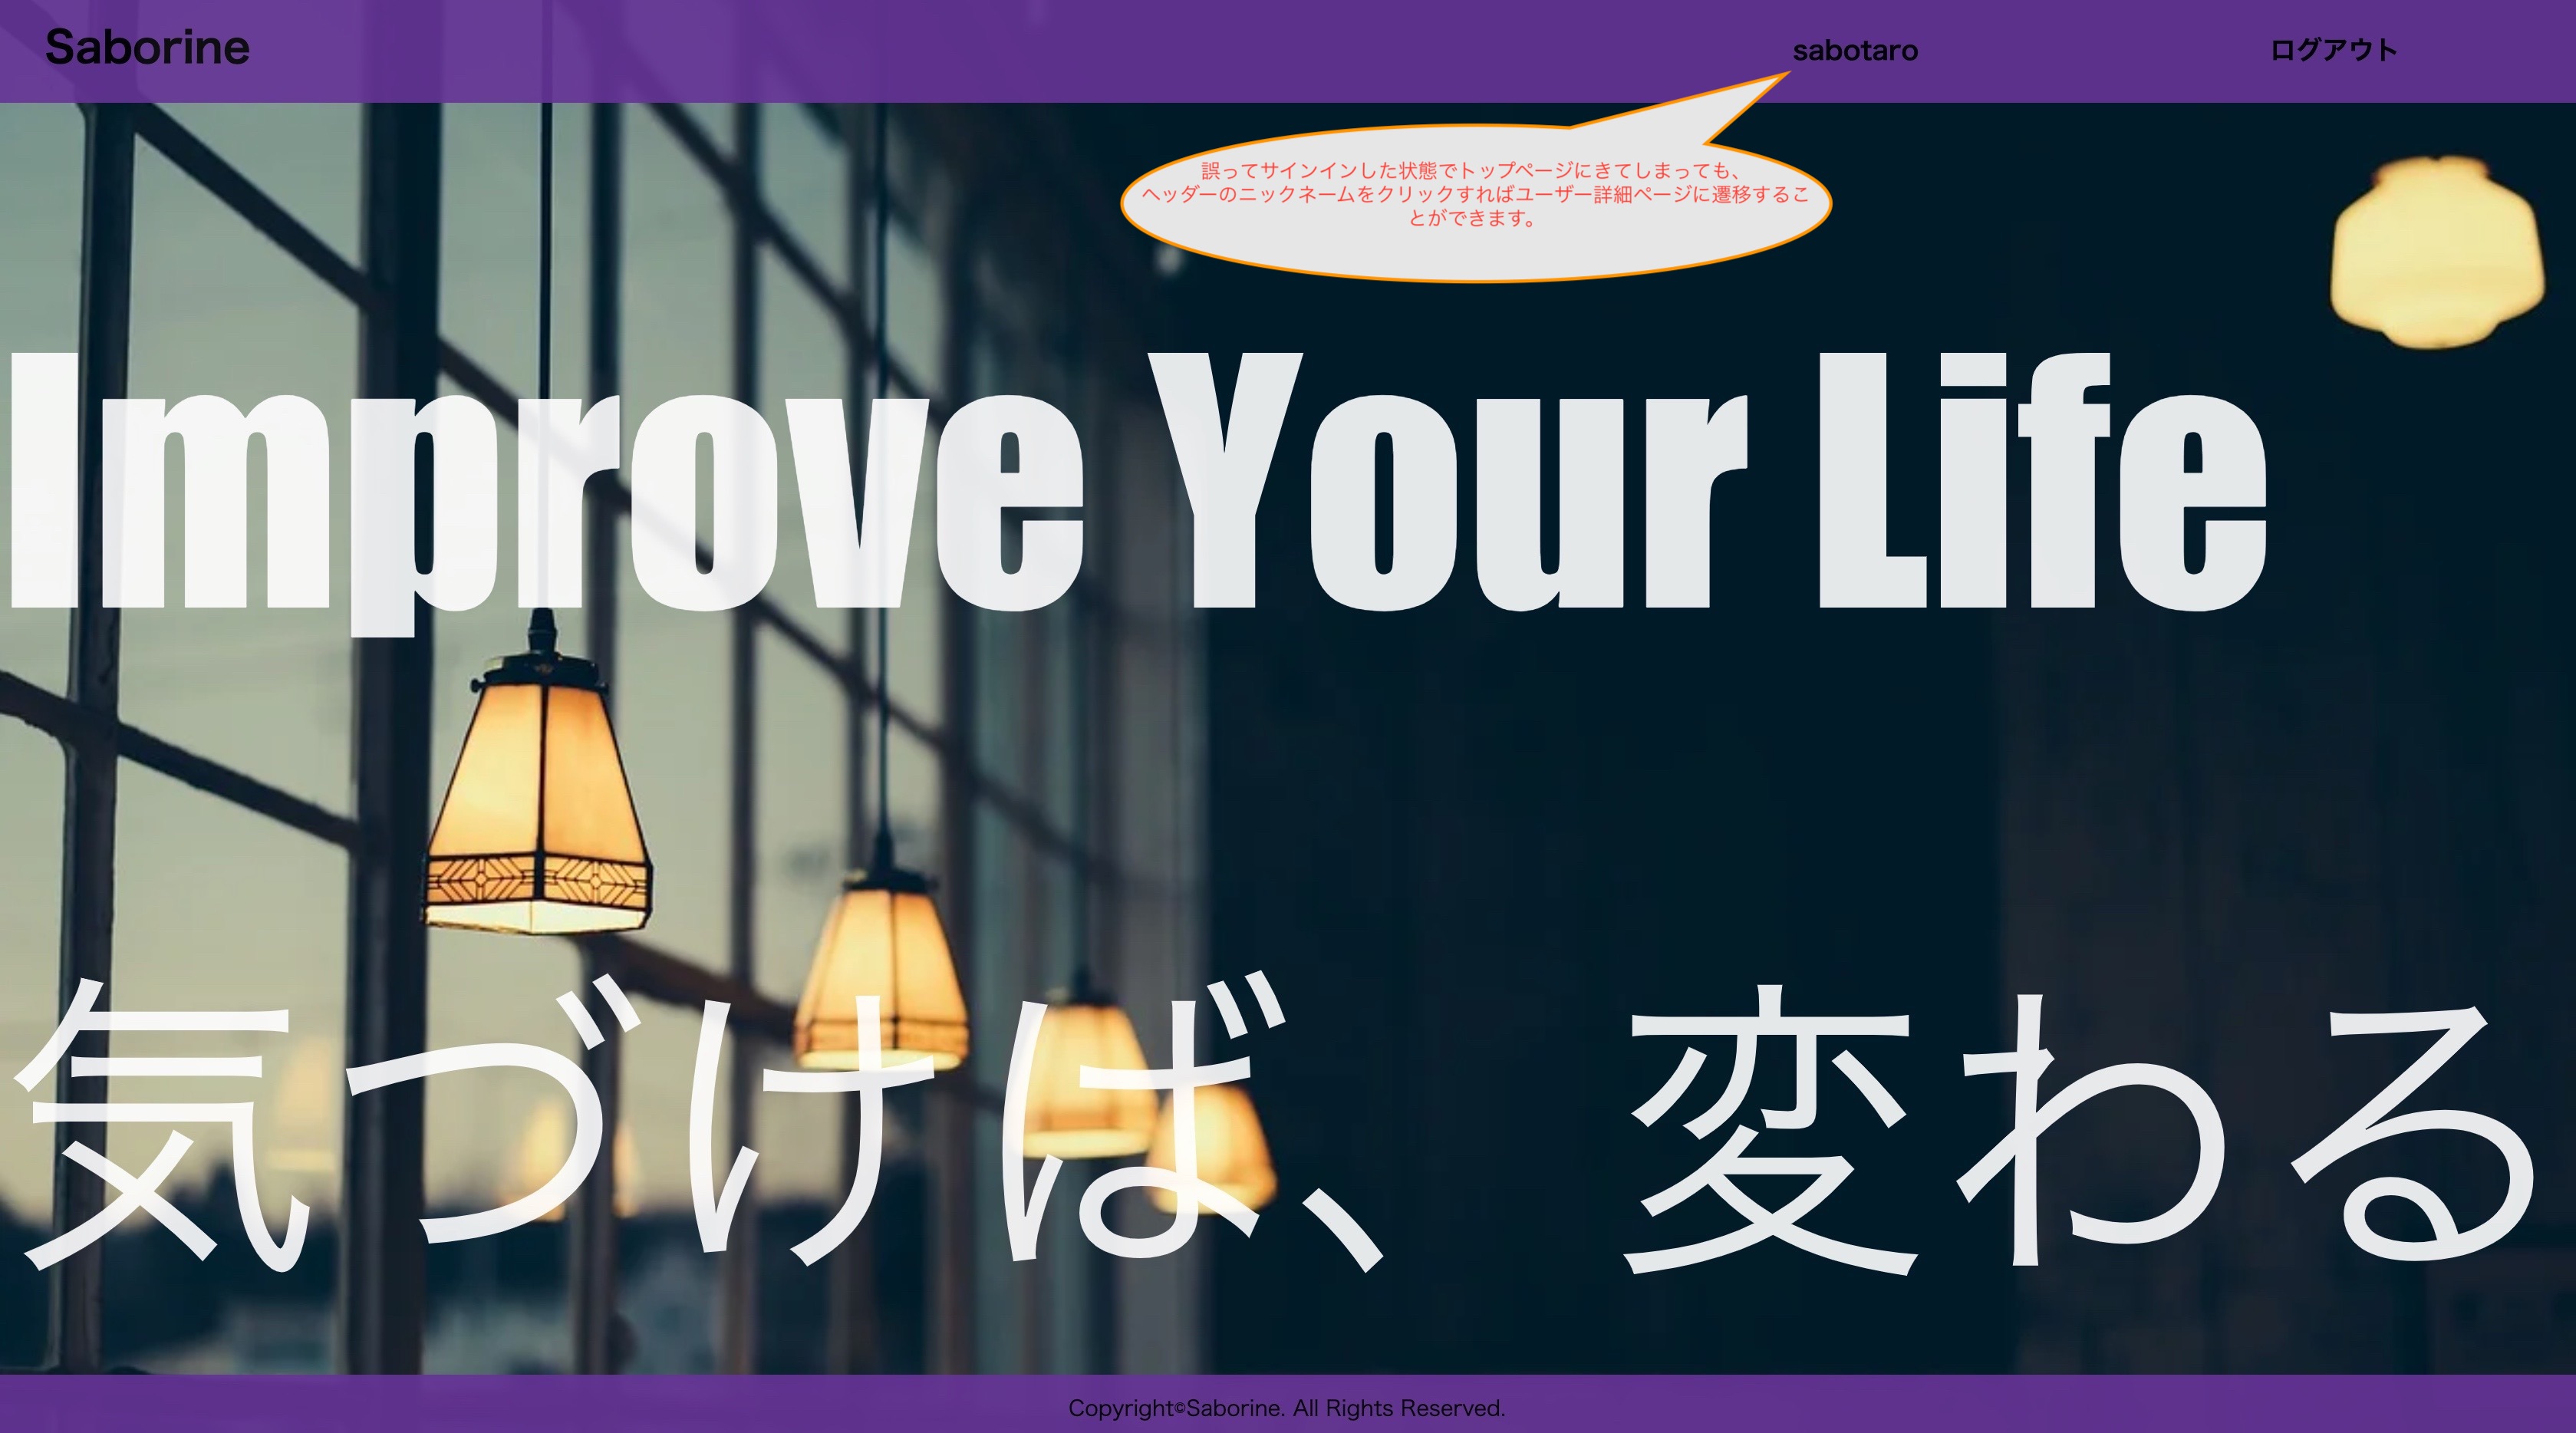 Saborine
sabotaro
ログアウト
誤ってサインインした状態でトップページにきてしまっても、
ヘッダーのニックネームをクリックすればユーザー詳細ページに遷移するこ
とができます。
Improve Your Life
気づけば、 変わる
Copyright©Saborine. All Rights Reserved.